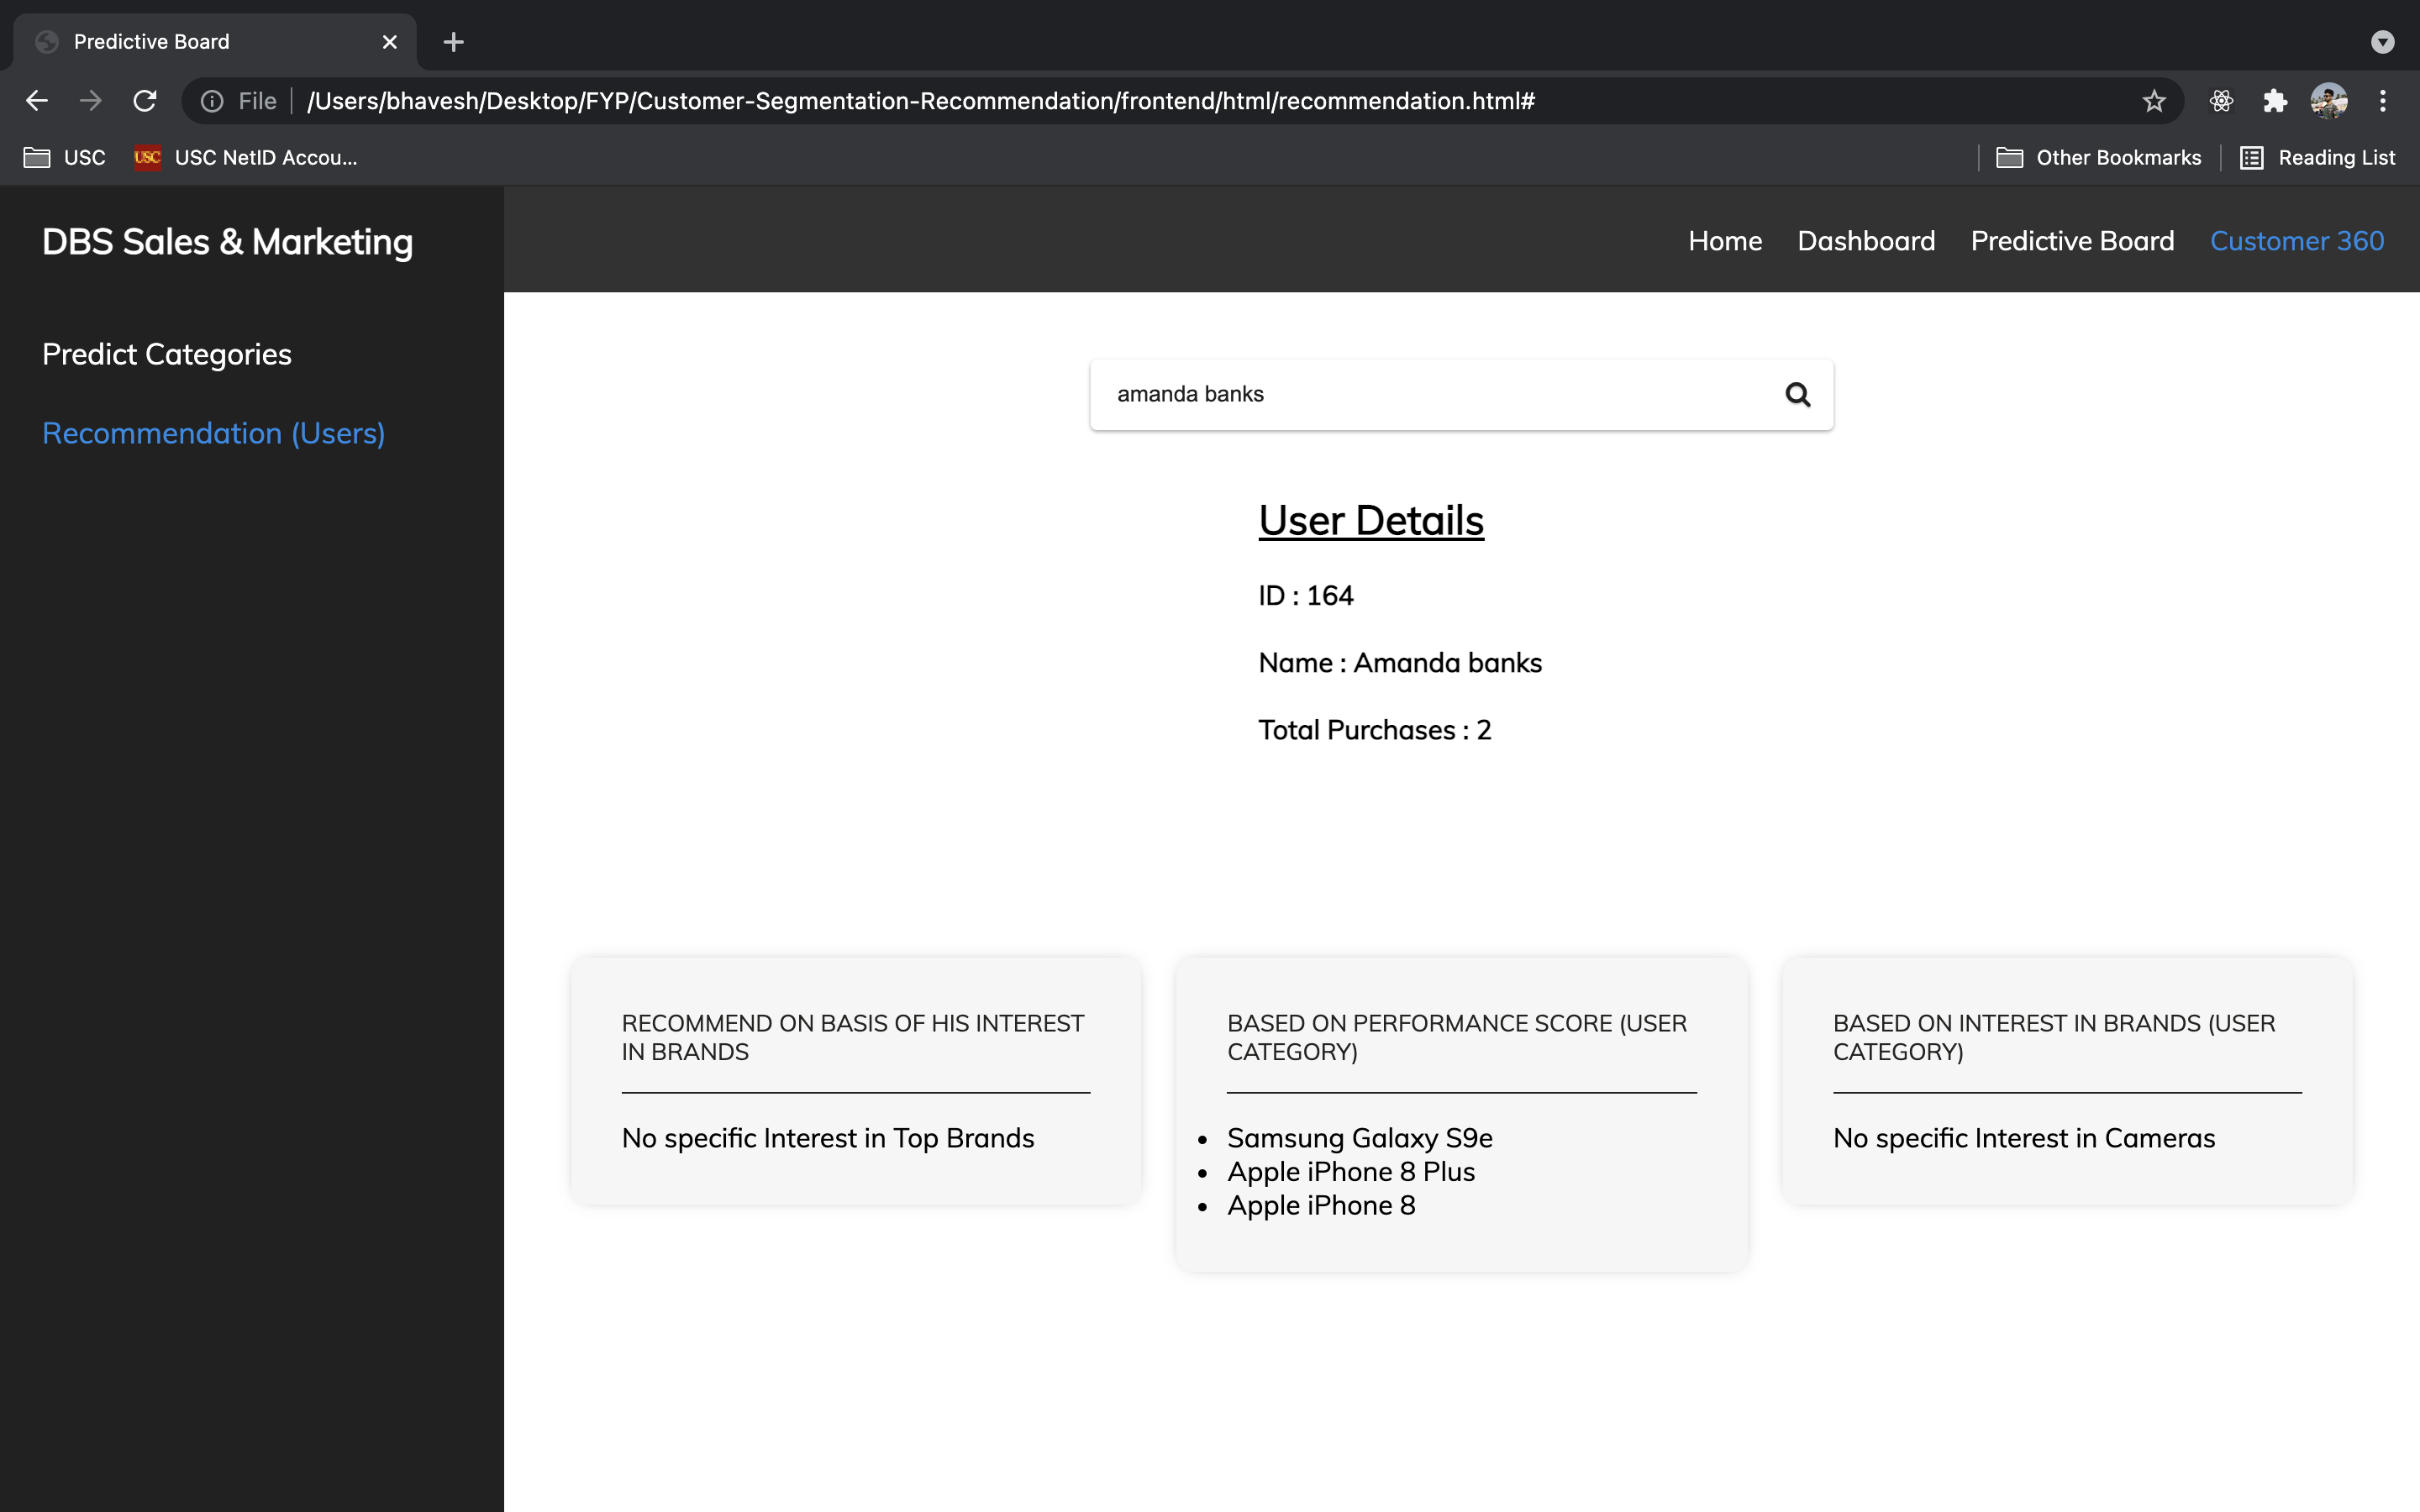 Predictive Board
File /Users/bhavesh/Desktop/FYP/Customer-Segmentation-Recommendation/frontend/html/recommendation.html#
USC USC USC NetID Accou... Other Bookmarks Reading List
DBS Sales & Marketing Home Dashboard Predictive Board Customer 360
Predict Categories
Recommendation (Users)
amanda banks
User Details
ID : 164
Name : Amanda banks
Total Purchases : 2
RECOMMEND ON BASIS OF HIS INTEREST
IN BRANDS
No specific Interest in Top Brands
BASED ON PERFORMANCE SCORE (USER
CATEGORY)
• Samsung Galaxy S9e
• Apple iPhone 8 Plus
• Apple iPhone 8
BASED ON INTEREST IN BRANDS (USER
CATEGORY)
No specific Interest in Cameras